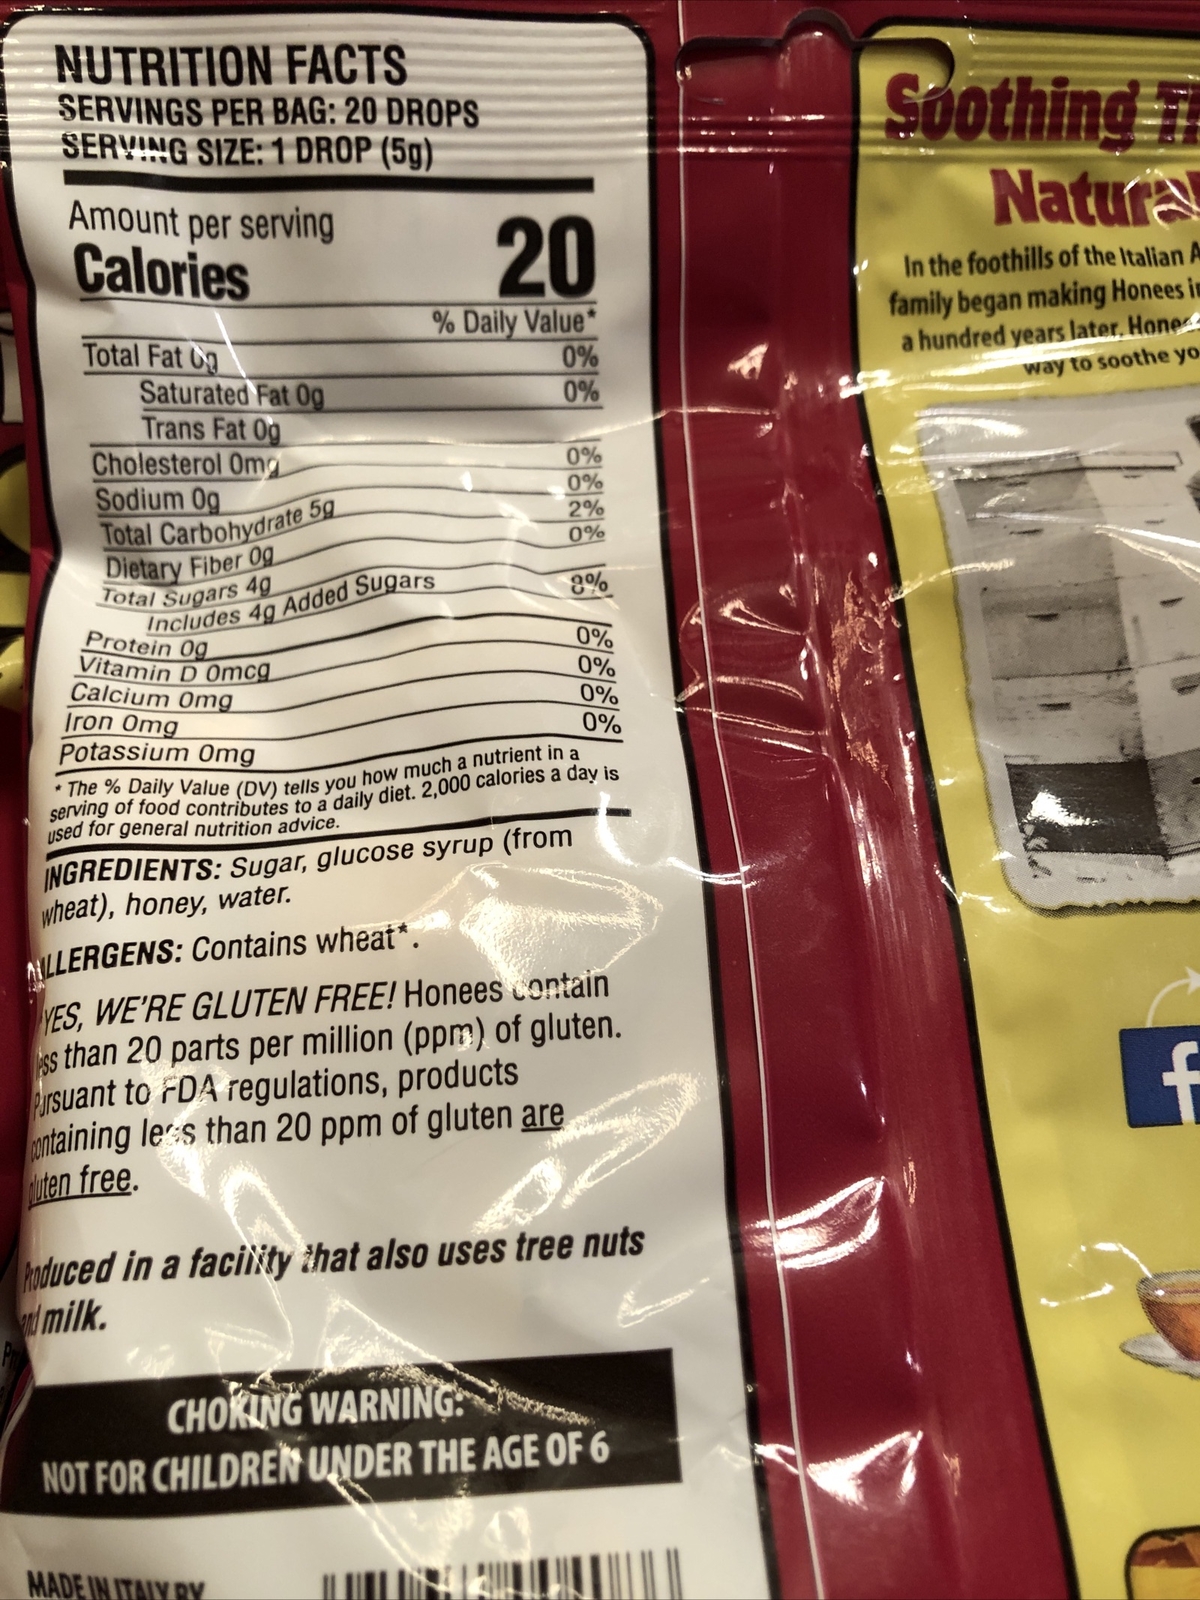 NUTRITION FACTS
SERVINGS PER BAG: 20 DROPS
SERVING SIZE: 1 DROP (5g)
Amount per serving
Calories 20
% Daily Value*
Total Fat 0g 0%
Saturated Fat 0g 0%
Trans Fat 0g
Cholesterol 0mg 0%
Sodium 0g 0%
Total Carbohydrate 5g 2%
Dietary Fiber 0g 0%
Total Sugars 4g
Includes 4g Added Sugars 8%
Protein 0g
Vitamin D 0mcg 0%
Calcium 0mg 0%
Iron 0mg 0%
Potassium 0mg 0%
* The % Daily Value (DV) tells you how much a nutrient in a
serving of food contributes to a daily diet. 2,000 calories a day is
used for general nutrition advice.
INGREDIENTS: Sugar, glucose syrup (from
wheat), honey, water.
ALLERGENS: Contains wheat*.
*YES, WE'RE GLUTEN FREE! Honees contain
less than 20 parts per million (ppm) of gluten.
Pursuant to FDA regulations, products
containing less than 20 ppm of gluten are
gluten free.
Produced in a facility that also uses tree nuts
and milk.
CHOKING WARNING:
NOT FOR CHILDREN UNDER THE AGE OF 6
MADE IN ITALY BY
Soothing
Natural
In the foothills of the Italian
family began making Honees
a hundred years later, Honees
way to soothe
f